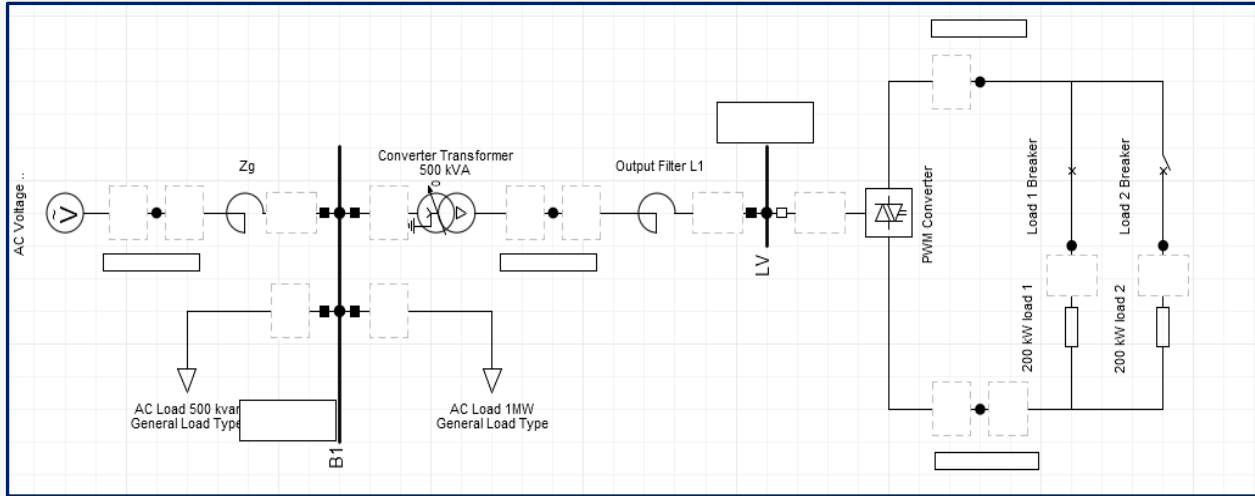 AC Voltage ..
Zg
Converter Transformer
500 kVA
0
Output Filter L1
LV
PWM Converter
Load 1 Breaker
Load 2 Breaker
200 kW load 1
200 kW load 2
AC Load 500 kvar
General Load Type
AC Load 1MW
General Load Type
B1
V